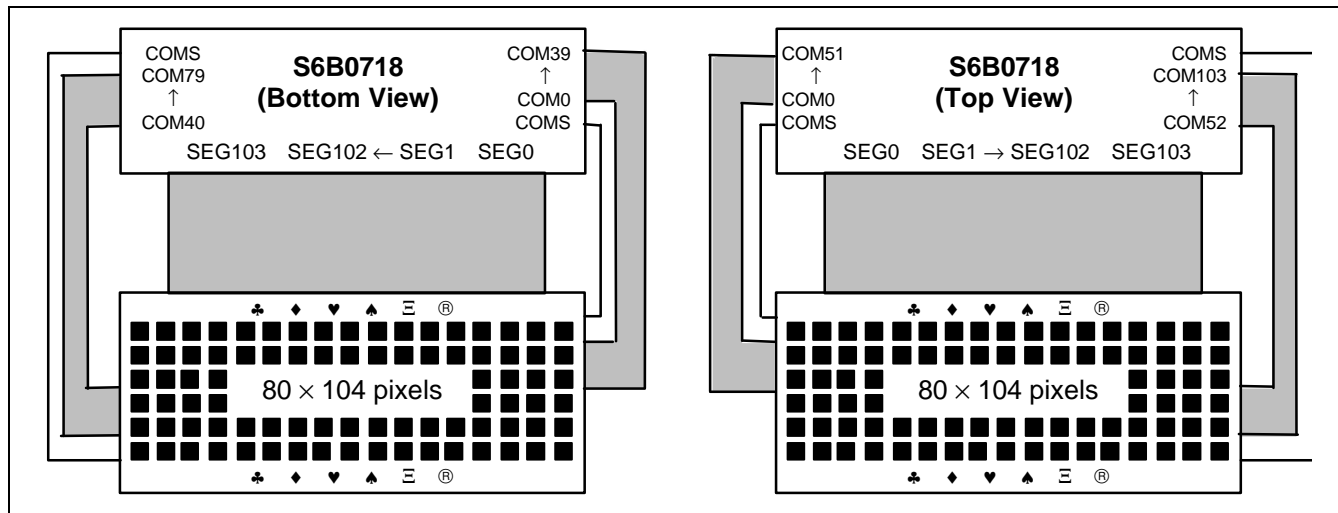 COMS
COM79
↑
COM40
S6B0718
(Bottom View)
COM39
↑
COM0
COMS
SEG103 SEG102 ← SEG1 SEG0
♣ ♦ ♥ ♠ Ξ ®
80 × 104 pixels
♣ ♦ ♥ ♠ Ξ ®
COM51
↑
COM0
COMS
S6B0718
(Top View)
COMS
COM103
↑
COM52
SEG0 SEG1 → SEG102 SEG103
♣ ♦ ♥ ♠ Ξ ®
80 × 104 pixels
♣ ♦ ♥ ♠ Ξ ®